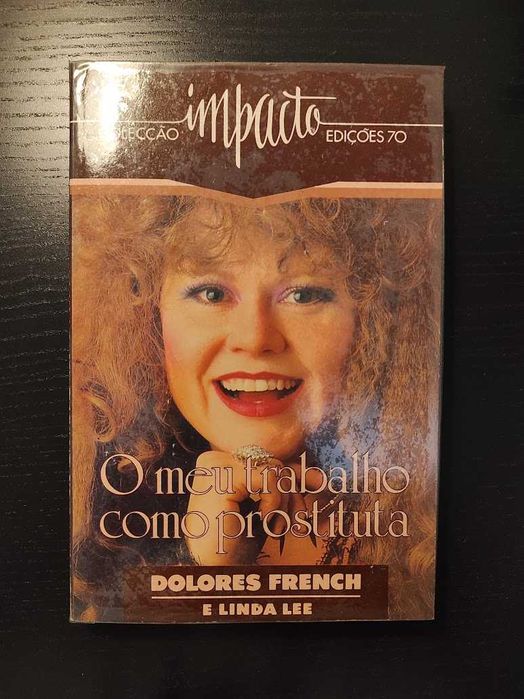 COLECÇÃO impacto EDIÇÕES 70
O meu trabalho
como prostituta
DOLORES FRENCH
E LINDA LEE